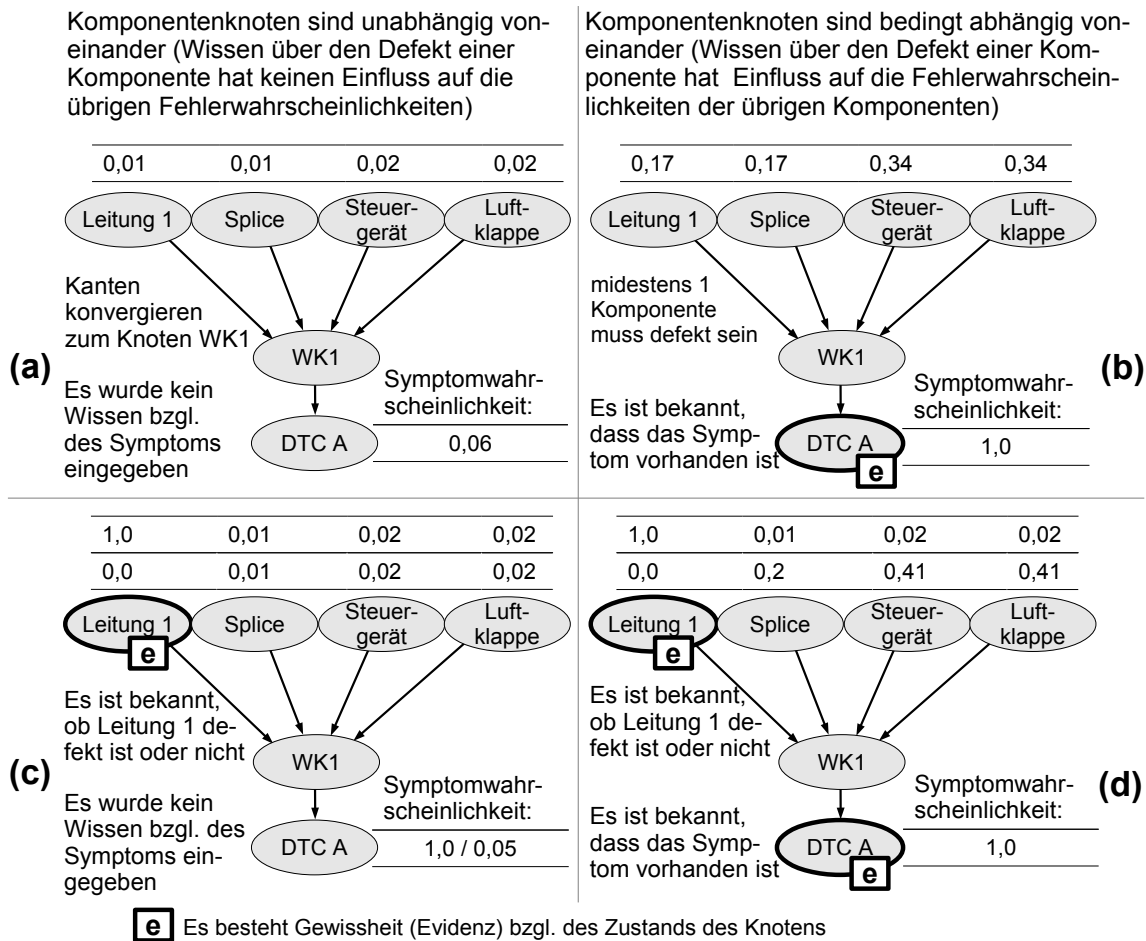 Komponentenknoten sind unabhängig von-
einander (Wissen über den Defekt einer
Komponente hat keinen Einfluss auf die
übrigen Fehlerwahrscheinlichkeiten)
0,01 0,01 0,02 0,02
Leitung 1 Splice Steuer-
gerät Luft-
klappe
Kanten
konvergieren
zum Knoten WK1
WK1
(a)
Es wurde kein
Wissen bzgl.
des Symptoms
eingegeben
DTC A
Symptomwahr-
scheinlichkeit:
0,06
Komponentenknoten sind bedingt abhängig von-
einander (Wissen über den Defekt einer Kom-
ponente hat Einfluss auf die Fehlerwahrschein-
lichkeiten der übrigen Komponenten)
0,17 0,17 0,34 0,34
Leitung 1 Splice Steuer-
gerät Luft-
klappe
midestens 1
Komponente
muss defekt sein
WK1
(b)
Es ist bekannt,
dass das Symp-
tom vorhanden ist
DTC A
e
Symptomwahr-
scheinlichkeit:
1,0
1,0 0,01 0,02 0,02
0,0 0,01 0,02 0,02
Leitung 1 Splice Steuer-
gerät Luft-
klappe
e
Es ist bekannt,
ob Leitung 1 de-
fekt ist oder nicht
WK1
(c)
Es wurde kein
Wissen bzgl. des
Symptoms ein-
gegeben
DTC A
Symptomwahr-
scheinlichkeit:
1,0 / 0,05
1,0 0,01 0,02 0,02
0,0 0,2 0,41 0,41
Leitung 1 Splice Steuer-
gerät Luft-
klappe
e
Es ist bekannt,
ob Leitung 1 de-
fekt ist oder nicht
WK1
(d)
Es ist bekannt,
dass das Symp-
tom vorhanden ist
DTC A
e
Symptomwahr-
scheinlichkeit:
1,0
e Es besteht Gewissheit (Evidenz) bzgl. des Zustands des Knotens